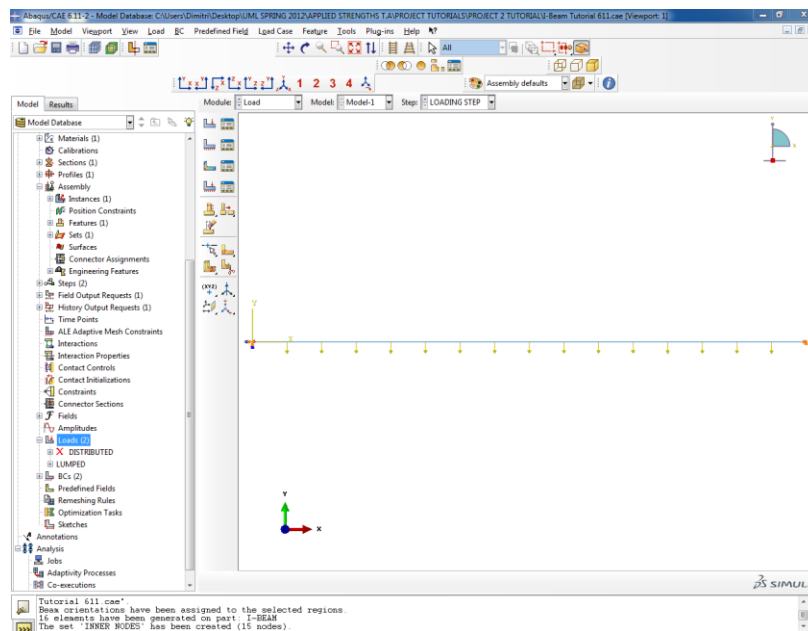 Abaqus/CAE 6.11-2 - Model Database: C:\Users\Dimitri\Desktop\UML SPRING 2012\APPLIED STRENGTHS T.A\PROJECT TUTORIALS\PROJECT 2 TUTORIAL\I-Beam Tutorial 611.cae [Viewport: 1]
File Model Viewport View Load BC Predefined Field Load Case Feature Tools Plug-ins Help
All
1 2 3 4
Assembly defaults
Model Results
Module: Load Model: Model-1 Step: LOADING STEP
Model Database
Materials (1)
Calibrations
Sections (1)
Profiles (1)
Assembly
Instances (1)
Position Constraints
Features (1)
Sets (1)
Surfaces
Connector Assignments
Engineering Features
Steps (2)
Field Output Requests (1)
History Output Requests (1)
Time Points
ALE Adaptive Mesh Constraints
Interactions
Interaction Properties
Contact Controls
Contact Initializations
Constraints
Connector Sections
Fields
Amplitudes
Loads (2)
DISTRIBUTED
LUMPED
BCs (2)
Predefined Fields
Remeshing Rules
Optimization Tasks
Sketches
Annotations
Analysis
Jobs
Adaptivity Processes
Co-executions
(XYZ)
Y
X
Y
X
SIMUL
Tutorial 611.cae".
Beam orientations have been assigned to the selected regions.
16 elements have been generated on part: I-BEAM
The set 'INNER NODES' has been created (15 nodes).